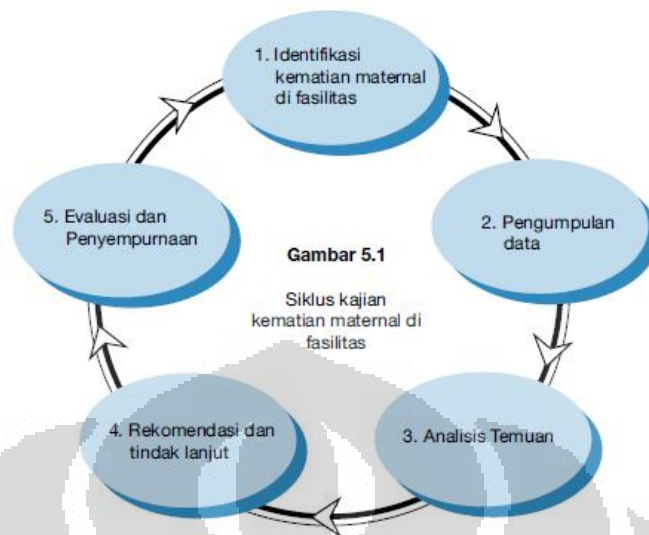 1. Identifikasi
kematian maternal
di fasilitas
2. Pengumpulan
data
3. Analisis Temuan
4. Rekomendasi dan
tindak lanjut
5. Evaluasi dan
Penyempurnaan
Gambar 5.1
Siklus kajian
kematian maternal di
fasilitas